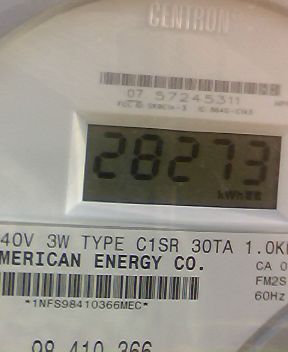 CENTRON
07 57245311
28273
kWh
40V 3W TYPE C1SR 30TA 1.0K
MERICAN ENERGY CO.
CA 0
FM2S
*1NFS98410366MEC*
60Hz
98 410 366